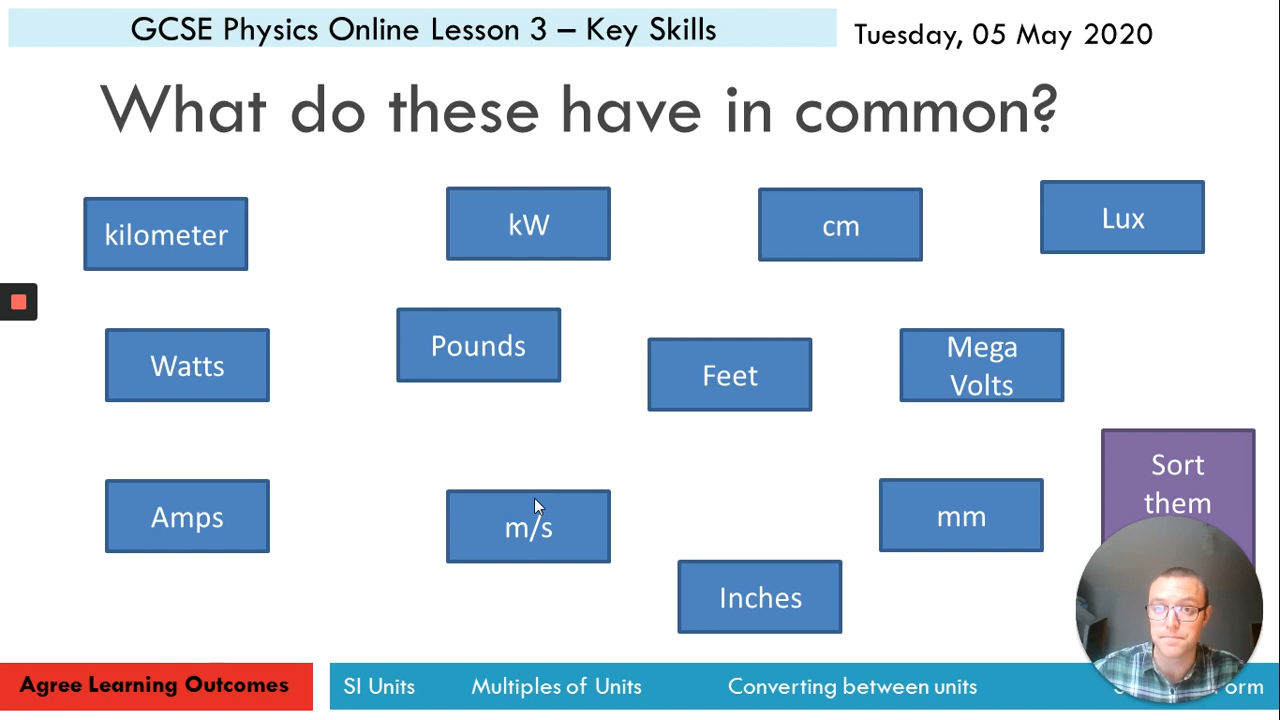 GCSE Physics Online Lesson 3 – Key Skills
Tuesday, 05 May 2020
What do these have in common?
kilometer
kW
cm
Lux
Watts
Pounds
Feet
Mega
Volts
Sort
them
Amps
m/s
mm
Inches
Agree Learning Outcomes
SI Units
Multiples of Units
Converting between units